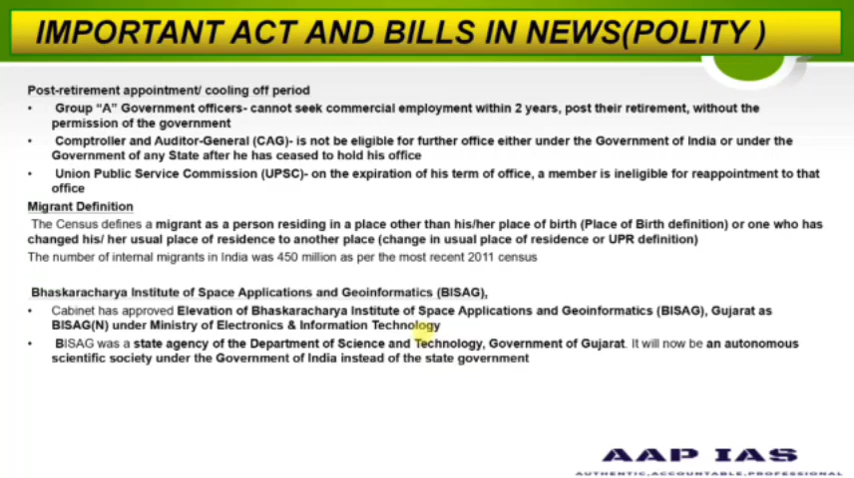 IMPORTANT ACT AND BILLS IN NEWS(POLITY )
Post-retirement appointment/ cooling off period
• Group “A” Government officers- cannot seek commercial employment within 2 years, post their retirement, without the
permission of the government
• Comptroller and Auditor-General (CAG)- is not be eligible for further office either under the Government of India or under the
Government of any State after he has ceased to hold his office
• Union Public Service Commission (UPSC)- on the expiration of his term of office, a member is ineligible for reappointment to that
office
Migrant Definition
The Census defines a migrant as a person residing in a place other than his/her place of birth (Place of Birth definition) or one who has
changed his/ her usual place of residence to another place (change in usual place of residence or UPR definition)
The number of internal migrants in India was 450 million as per the most recent 2011 census
Bhaskaracharya Institute of Space Applications and Geoinformatics (BISAG),
• Cabinet has approved Elevation of Bhaskaracharya Institute of Space Applications and Geoinformatics (BISAG), Gujarat as
BISAG(N) under Ministry of Electronics & Information Technology
• BISAG was a state agency of the Department of Science and Technology, Government of Gujarat. It will now be an autonomous
scientific society under the Government of India instead of the state government
AAP IAS
AUTHENTIC,ACCOUNTABLE,PROFESSIONAL